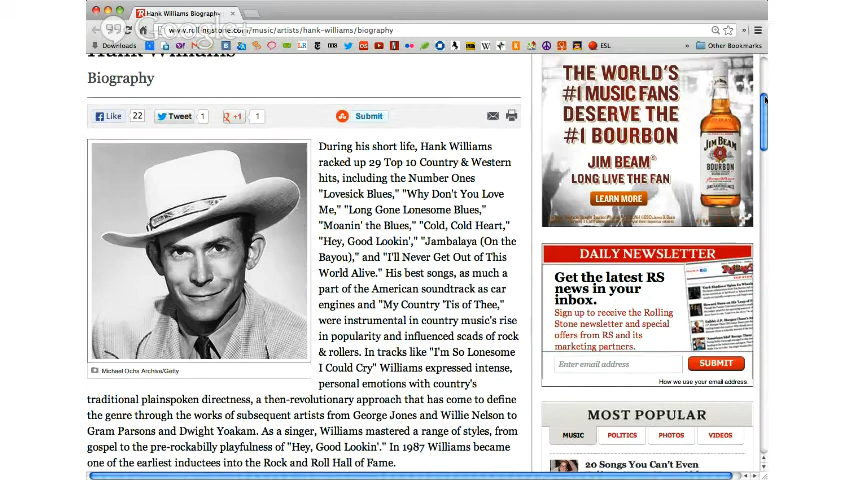 Hank Williams Biography
www.rollingstone.com/music/artists/hank-williams/biography
Google+
Downloads
ESL
Other Bookmarks
Hank Williams
Biography
Like 22
Tweet 1
+1 1
Submit
During his short life, Hank Williams
racked up 29 Top 10 Country & Western
hits, including the Number Ones
"Lovesick Blues," "Why Don't You Love
Me," "Long Gone Lonesome Blues,"
"Moanin' the Blues," "Cold, Cold Heart,"
"Hey, Good Lookin'," "Jambalaya (On the
Bayou)," and "I'll Never Get Out of This
World Alive." His best songs, as much a
part of the American soundtrack as car
engines and "My Country 'Tis of Thee,"
were instrumental in country music's rise
in popularity and influenced scads of rock
& rollers. In tracks like "I'm So Lonesome
I Could Cry" Williams expressed intense,
personal emotions with country's
Michael Ochs Archive/Getty
traditional plainspoken directness, a then-revolutionary approach that has come to define
the genre through the works of subsequent artists from George Jones and Willie Nelson to
Gram Parsons and Dwight Yoakam. As a singer, Williams mastered a range of styles, from
gospel to the pre-rockabilly playfulness of "Hey, Good Lookin'." In 1987 Williams became
one of the earliest inductees into the Rock and Roll Hall of Fame.
THE WORLD'S
#1 MUSIC FANS
DESERVE THE
#1 BOURBON
JIM BEAM
LONG LIVE THE FAN
LEARN MORE
JIM BEAM
BOURBON
DAILY NEWSLETTER
Get the latest RS
news in your
inbox.
Sign up to receive the Rolling
Stone newsletter and special
offers from RS and its
marketing partners.
Enter email address
SUBMIT
How we use your email address.
MOST POPULAR
MUSIC
POLITICS
PHOTOS
VIDEOS
20 Songs You Can't Even